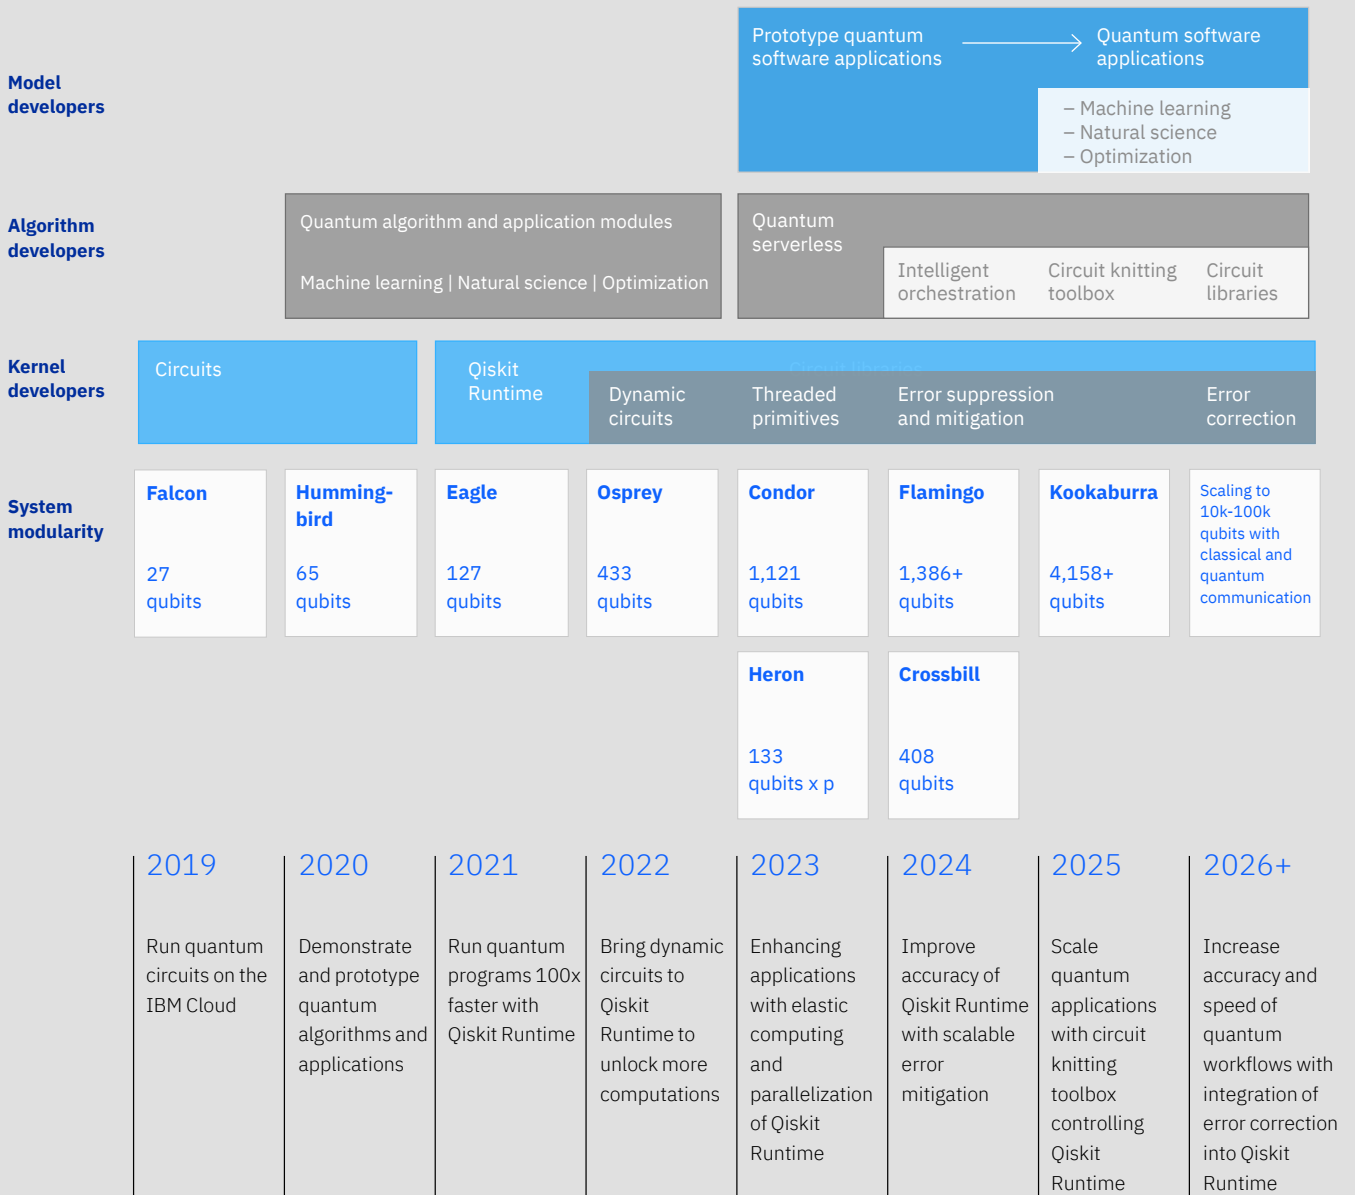 Prototype quantum
software applications
Quantum software
applications
Model
developers
– Machine learning
– Natural science
– Optimization
Algorithm
developers
Quantum algorithm and application modules
Machine learning | Natural science | Optimization
Quantum
serverless
Intelligent
orchestration
Circuit knitting
toolbox
Circuit
libraries
Kernel
developers
Circuits
Qiskit
Runtime
Circuit libraries
Dynamic
circuits
Threaded
primitives
Error suppression
and mitigation
Error
correction
System
modularity
Falcon
27
qubits
Humming-
bird
65
qubits
Eagle
127
qubits
Osprey
433
qubits
Condor
1,121
qubits
Flamingo
1,386+
qubits
Kookaburra
4,158+
qubits
Scaling to
10k-100k
qubits with
classical and
quantum
communication
Heron
133
qubits x p
Crossbill
408
qubits
2019
Run quantum
circuits on the
IBM Cloud
2020
Demonstrate
and prototype
quantum
algorithms and
applications
2021
Run quantum
programs 100x
faster with
Qiskit Runtime
2022
Bring dynamic
circuits to
Qiskit
Runtime to
unlock more
computations
2023
Enhancing
applications
with elastic
computing
and
parallelization
of Qiskit
Runtime
2024
Improve
accuracy of
Qiskit Runtime
with scalable
error
mitigation
2025
Scale
quantum
applications
with circuit
knitting
toolbox
controlling
Qiskit
Runtime
2026+
Increase
accuracy and
speed of
quantum
workflows with
integration of
error correction
into Qiskit
Runtime